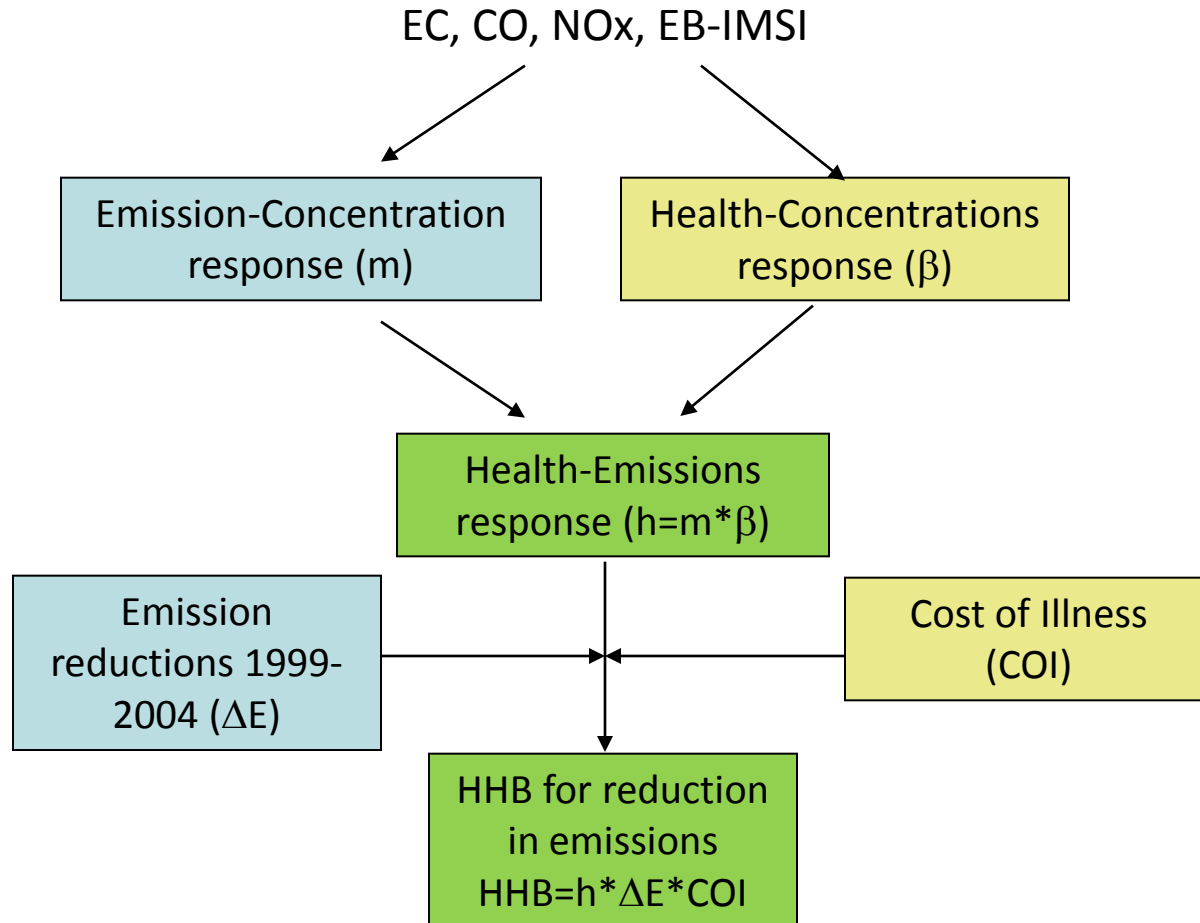 EC, CO, NOx, EB-IMSI
Emission-Concentration
response (m)
Health-Concentrations
response (β)
Health-Emissions
response (h=m*β)
Emission
reductions 1999-
2004 (ΔE)
Cost of Illness
(COI)
HHB for reduction
in emissions
HHB=h*ΔE*COI